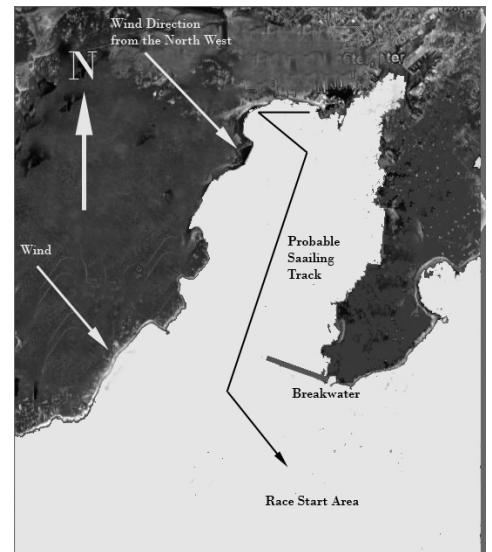 Wind Direction
from the North West
N
Wind
Probable
Saailing
Track
Breakwater
Race Start Area